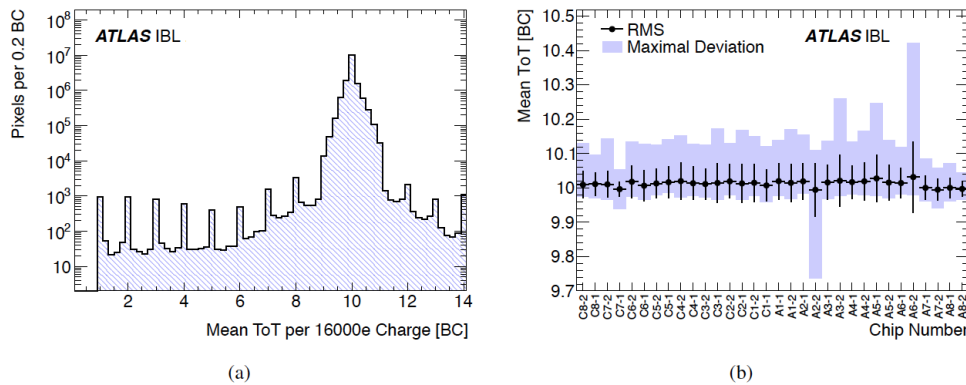 (a)
10⁸
10⁷
10⁶
10⁵
10⁴
10³
10²
10
Pixels per 0.2 BC
ATLAS IBL
2 4 6 8 10 12 14
Mean ToT per 16000e Charge [BC]
(a)
10.5
10.4
10.3
10.2
10.1
10
9.9
9.8
9.7
Mean ToT [BC]
RMS
Maximal Deviation
ATLAS IBL
C8-2 C8-1 C7-2 C7-1 C6-2 C6-1 C5-2 C5-1 C4-2 C4-1 C3-2 C3-1 C2-2 C2-1 C1-2 C1-1 A1-1 A1-2 A2-1 A2-2 A3-1 A3-2 A4-1 A4-2 A5-1 A5-2 A6-1 A6-2 A7-1 A7-2 A8-1 A8-2
Chip Number
(b)